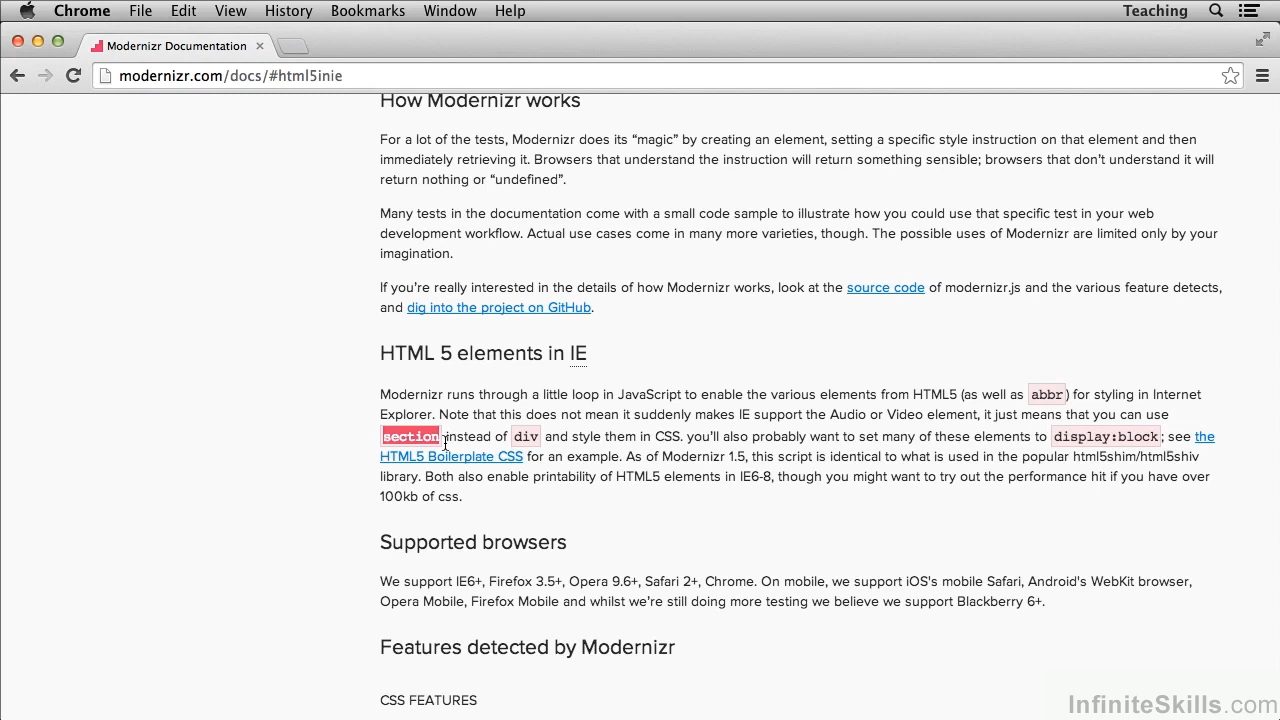 Chrome File Edit View History Bookmarks Window Help Teaching
Modernizr Documentation
modernizr.com/docs/#html5inie
How Modernizr works
For a lot of the tests, Modernizr does its “magic” by creating an element, setting a specific style instruction on that element and then
immediately retrieving it. Browsers that understand the instruction will return something sensible; browsers that don’t understand it will
return nothing or “undefined”.
Many tests in the documentation come with a small code sample to illustrate how you could use that specific test in your web
development workflow. Actual use cases come in many more varieties, though. The possible uses of Modernizr are limited only by your
imagination.
If you’re really interested in the details of how Modernizr works, look at the source code of modernizr.js and the various feature detects,
and dig into the project on GitHub.
HTML 5 elements in IE
Modernizr runs through a little loop in JavaScript to enable the various elements from HTML5 (as well as abbr) for styling in Internet
Explorer. Note that this does not mean it suddenly makes IE support the Audio or Video element, it just means that you can use
section instead of div and style them in CSS. you’ll also probably want to set many of these elements to display:block; see the
HTML5 Boilerplate CSS for an example. As of Modernizr 1.5, this script is identical to what is used in the popular html5shim/html5shiv
library. Both also enable printability of HTML5 elements in IE6-8, though you might want to try out the performance hit if you have over
100kb of css.
Supported browsers
We support IE6+, Firefox 3.5+, Opera 9.6+, Safari 2+, Chrome. On mobile, we support iOS's mobile Safari, Android's WebKit browser,
Opera Mobile, Firefox Mobile and whilst we’re still doing more testing we believe we support Blackberry 6+.
Features detected by Modernizr
CSS FEATURES
InfiniteSkills.com